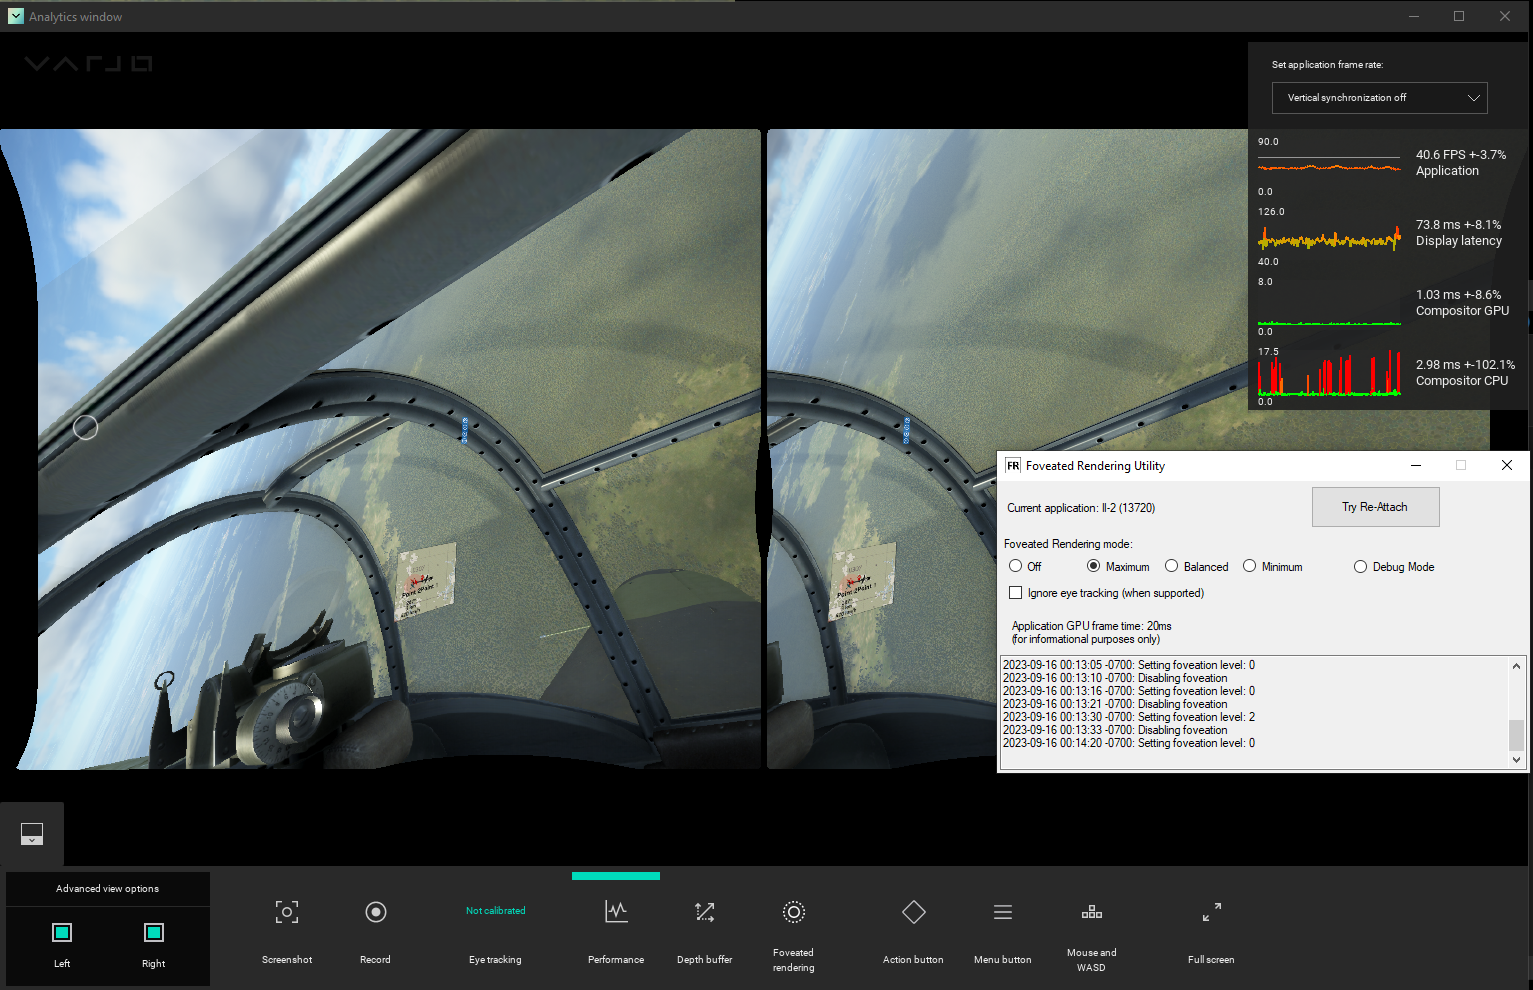 Analytics window
VARJO
Set application frame rate:
Vertical synchronization off
90.0
40.6 FPS +-3.7%
Application
0.0
126.0
73.8 ms +-8.1%
Display latency
40.0
8.0
1.03 ms +-8.6%
Compositor GPU
0.0
17.5
2.98 ms +-102.1%
Compositor CPU
0.0
Point 2Point 1
Point 2Point 1
FR Foveated Rendering Utility
Current application: Il-2 (13720)
Try Re-Attach
Foveated Rendering mode:
Off
Maximum
Balanced
Minimum
Debug Mode
Ignore eye tracking (when supported)
Application GPU frame time: 20ms
(for informational purposes only)
2023-09-16 00:13:05 -0700: Setting foveation level: 0
2023-09-16 00:13:10 -0700: Disabling foveation
2023-09-16 00:13:16 -0700: Setting foveation level: 0
2023-09-16 00:13:21 -0700: Disabling foveation
2023-09-16 00:13:30 -0700: Setting foveation level: 2
2023-09-16 00:13:33 -0700: Disabling foveation
2023-09-16 00:14:20 -0700: Setting foveation level: 0
Advanced view options
Left
Right
Screenshot
Record
Not calibrated
Eye tracking
Performance
Depth buffer
Foveated
rendering
Action button
Menu button
Mouse and
WASD
Full screen